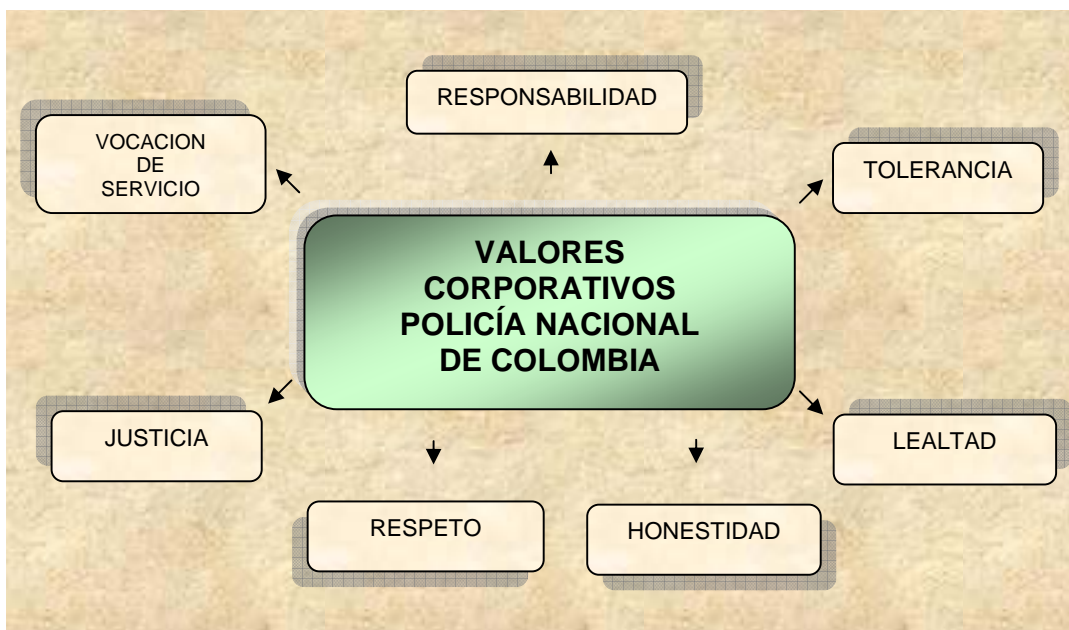 RESPONSABILIDAD
VOCACION
DE
SERVICIO
TOLERANCIA
VALORES
CORPORATIVOS
POLICÍA NACIONAL
DE COLOMBIA
JUSTICIA
LEALTAD
RESPETO
HONESTIDAD